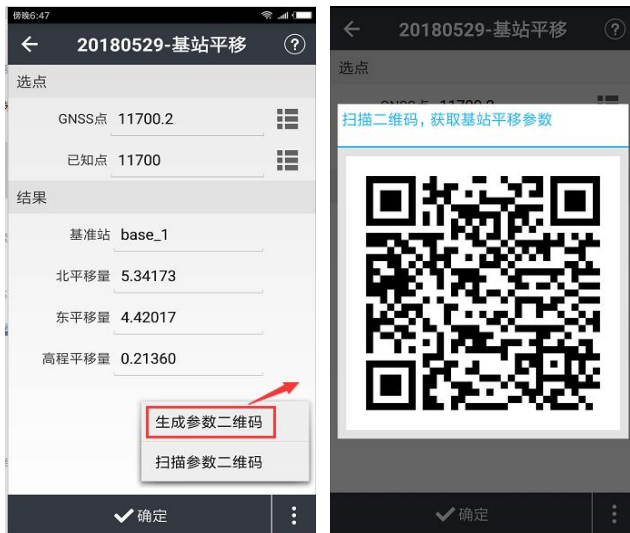 傍晚6:47
20180529-基站平移
选点
GNSS点 11700.2
已知点 11700
结果
基准站 base_1
北平移量 5.34173
东平移量 4.42017
高程平移量 0.21360
生成参数二维码
扫描参数二维码
确定
20180529-基站平移
选点
扫描二维码，获取基站平移参数
确定